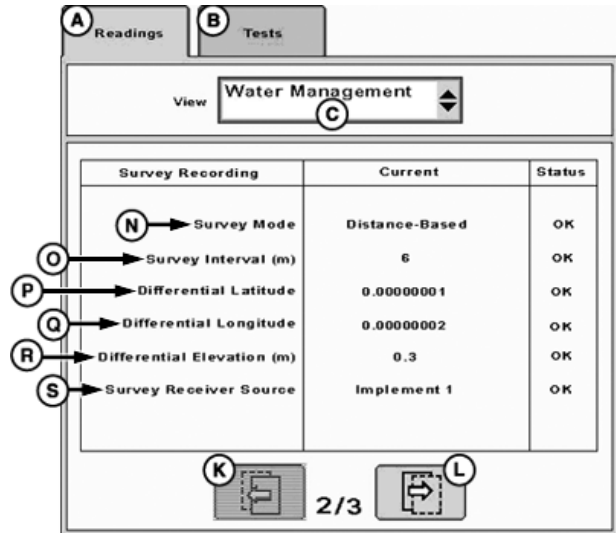 A Readings B Tests
View Water Management
C
Survey Recording Current Status
N Survey Mode Distance-Based OK
O Survey Interval (m) 6 OK
P Differential Latitude 0.00000001 OK
Q Differential Longitude 0.00000002 OK
R Differential Elevation (m) 0.3 OK
S Survey Receiver Source Implement 1 OK
K L
2/3